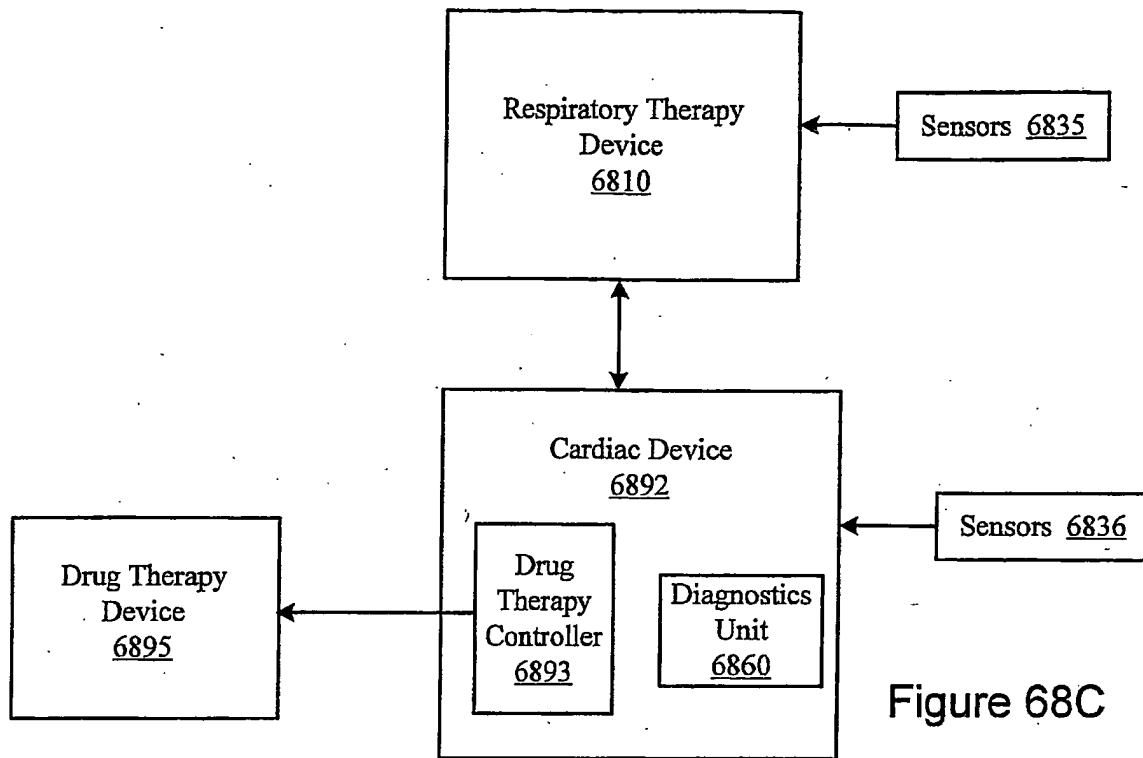 Respiratory Therapy
Device
6810
Sensors 6835
Cardiac Device
6892
Sensors 6836
Drug Therapy
Device
6895
Drug
Therapy
Controller
6893
Diagnostics
Unit
6860
Figure 68C